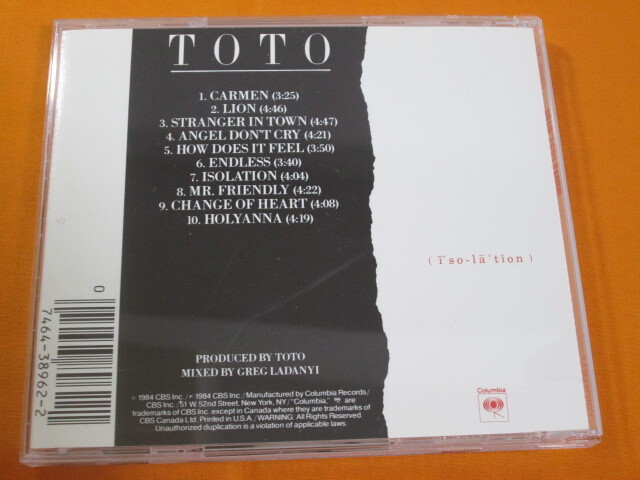 TOTO
1. CARMEN (3:25)
2. LION (4:46)
3. STRANGER IN TOWN (4:47)
4. ANGEL DON'T CRY (4:21)
5. HOW DOES IT FEEL (3:50)
6. ENDLESS (3:40)
7. ISOLATION (4:04)
8. MR. FRIENDLY (4:22)
9. CHANGE OF HEART (4:08)
10. HOLYANNA (4:19)
(ī'so-lā'tion)
0
7464-38962-2
PRODUCED BY TOTO
MIXED BY GREG LADANYI
© 1984 CBS Inc./℗ 1984 CBS Inc./Manufactured by Columbia Records/
CBS Inc./51 W. 52nd Street, New York, NY/"Columbia," are
trademarks of CBS Inc. except in Canada where they are trademarks of
CBS Canada Ltd. Printed in U.S.A./WARNING: All Rights Reserved.
Unauthorized duplication is a violation of applicable laws.
Columbia